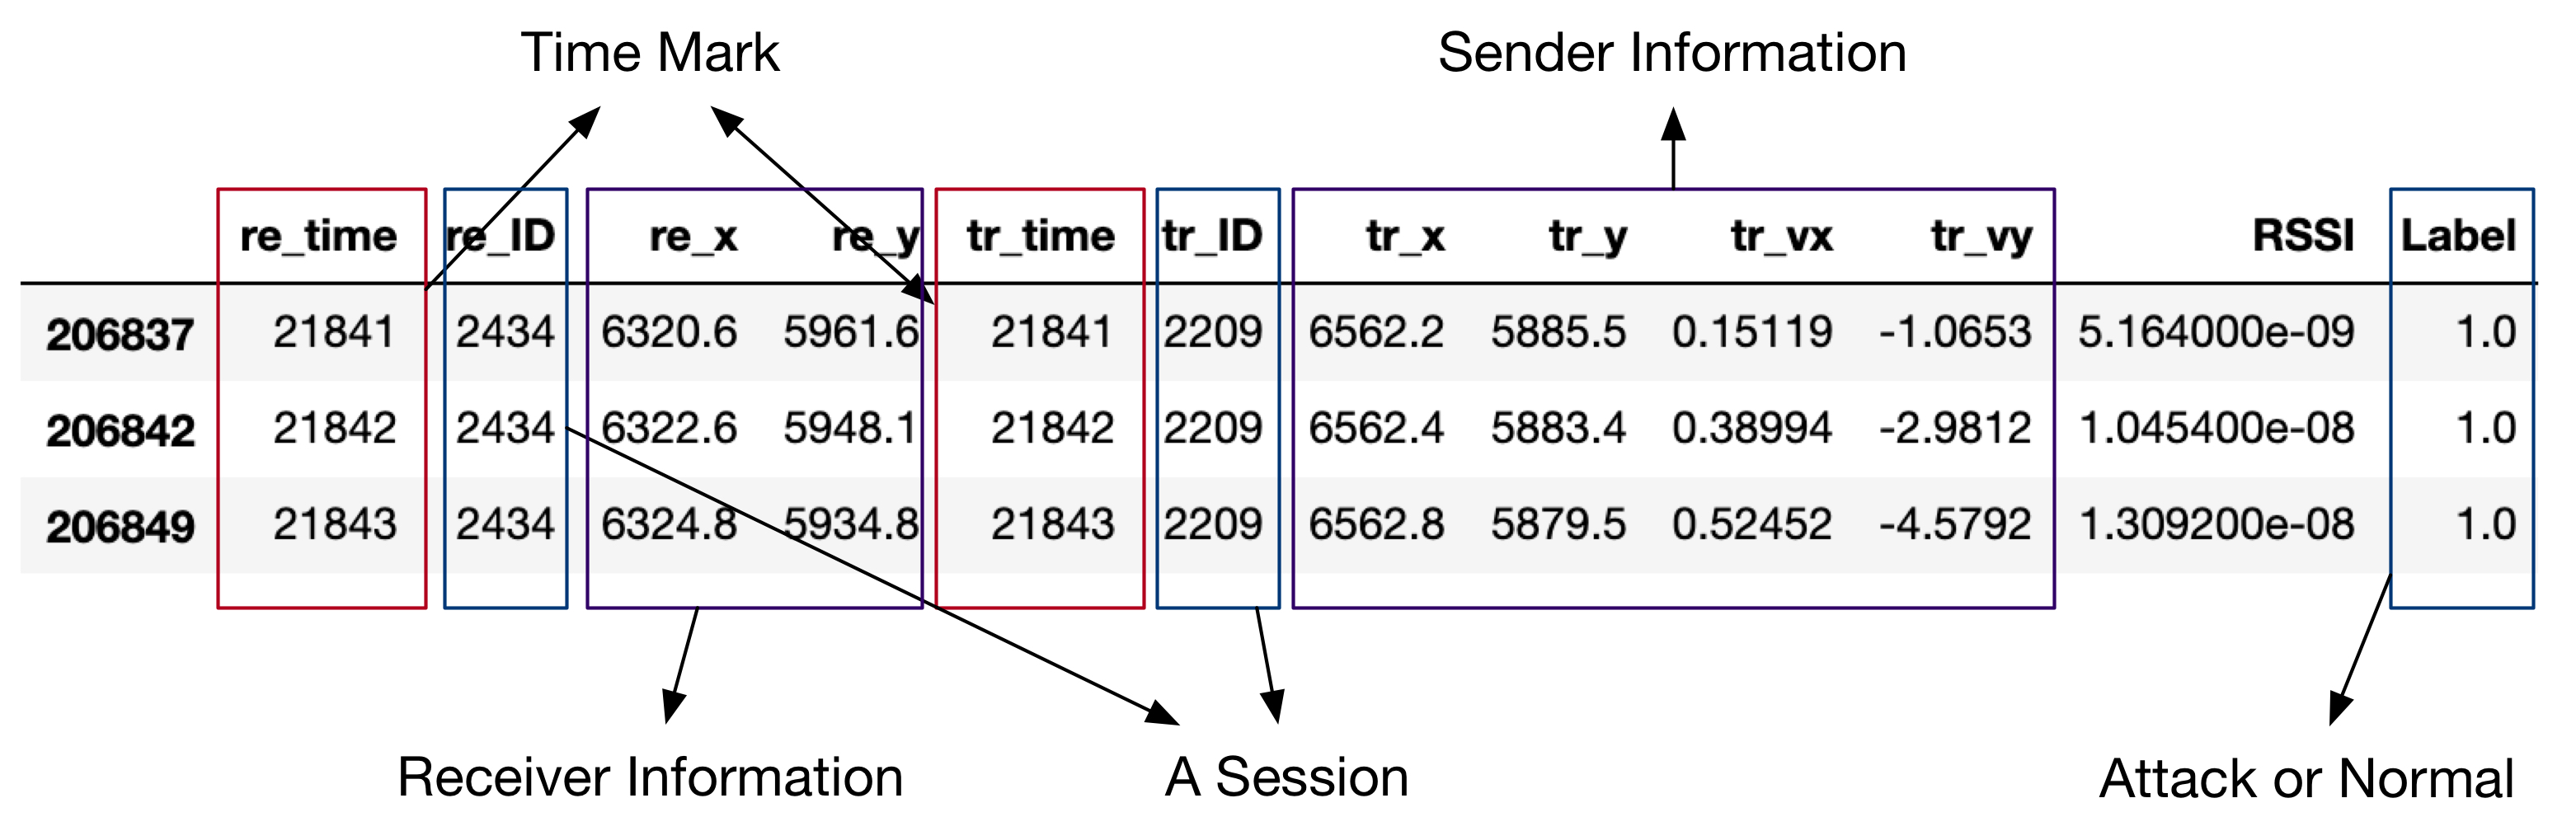 Time Mark Sender Information
re_time re_ID re_x re_y tr_time tr_ID tr_x tr_y tr_vx tr_vy RSSI Label
206837 21841 2434 6320.6 5961.6 21841 2209 6562.2 5885.5 0.15119 -1.0653 5.164000e-09 1.0
206842 21842 2434 6322.6 5948.1 21842 2209 6562.4 5883.4 0.38994 -2.9812 1.045400e-08 1.0
206849 21843 2434 6324.8 5934.8 21843 2209 6562.8 5879.5 0.52452 -4.5792 1.309200e-08 1.0
Receiver Information A Session Attack or Normal